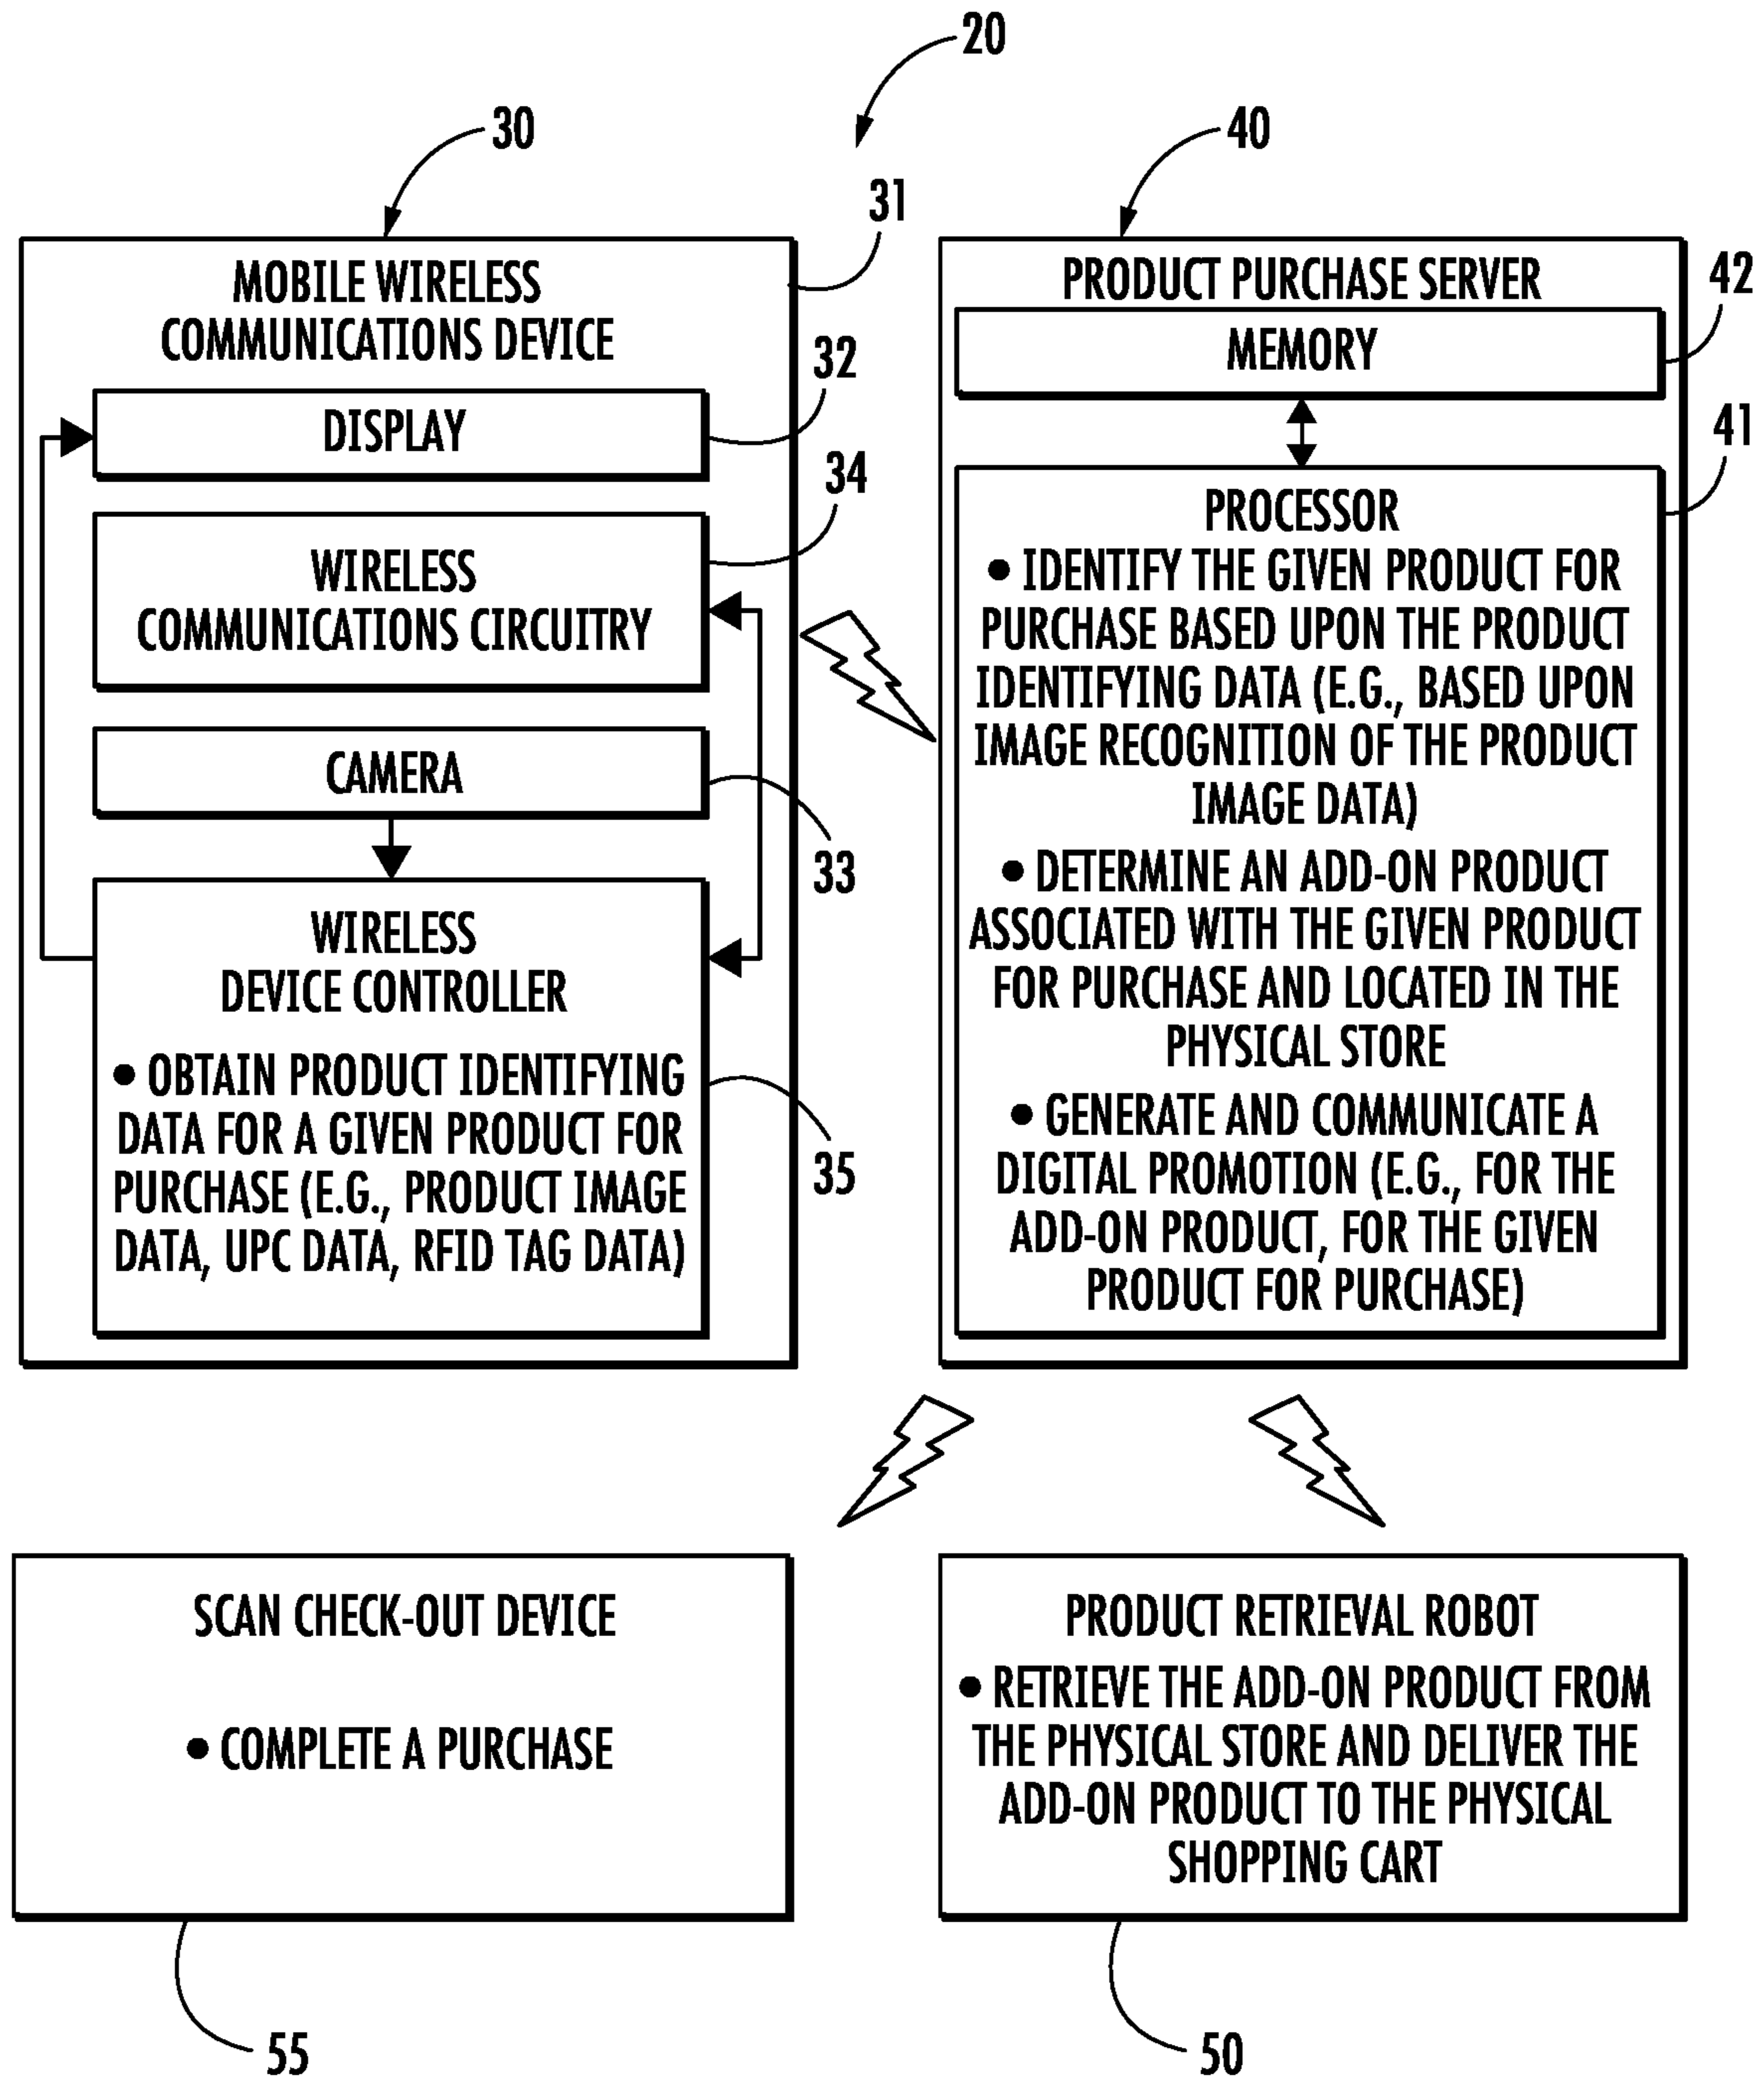 20
30
40
31
MOBILE WIRELESS
COMMUNICATIONS DEVICE
32
DISPLAY
34
WIRELESS
COMMUNICATIONS CIRCUITRY
CAMERA
33
WIRELESS
DEVICE CONTROLLER
● OBTAIN PRODUCT IDENTIFYING
DATA FOR A GIVEN PRODUCT FOR
PURCHASE (E.G., PRODUCT IMAGE
DATA, UPC DATA, RFID TAG DATA)
35
PRODUCT PURCHASE SERVER
42
MEMORY
41
PROCESSOR
● IDENTIFY THE GIVEN PRODUCT FOR
PURCHASE BASED UPON THE PRODUCT
IDENTIFYING DATA (E.G., BASED UPON
IMAGE RECOGNITION OF THE PRODUCT
IMAGE DATA)
● DETERMINE AN ADD-ON PRODUCT
ASSOCIATED WITH THE GIVEN PRODUCT
FOR PURCHASE AND LOCATED IN THE
PHYSICAL STORE
● GENERATE AND COMMUNICATE A
DIGITAL PROMOTION (E.G., FOR THE
ADD-ON PRODUCT, FOR THE GIVEN
PRODUCT FOR PURCHASE)
SCAN CHECK-OUT DEVICE
● COMPLETE A PURCHASE
55
PRODUCT RETRIEVAL ROBOT
● RETRIEVE THE ADD-ON PRODUCT FROM
THE PHYSICAL STORE AND DELIVER THE
ADD-ON PRODUCT TO THE PHYSICAL
SHOPPING CART
50